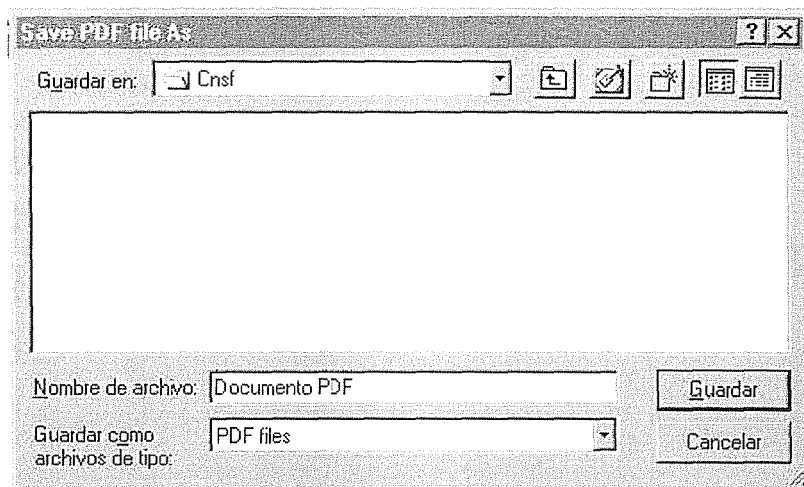 Save PDF file As
Guardar en: Cnsf
Nombre de archivo: Documento PDF
Guardar
Guardar como
archivos de tipo:
PDF files
Cancelar